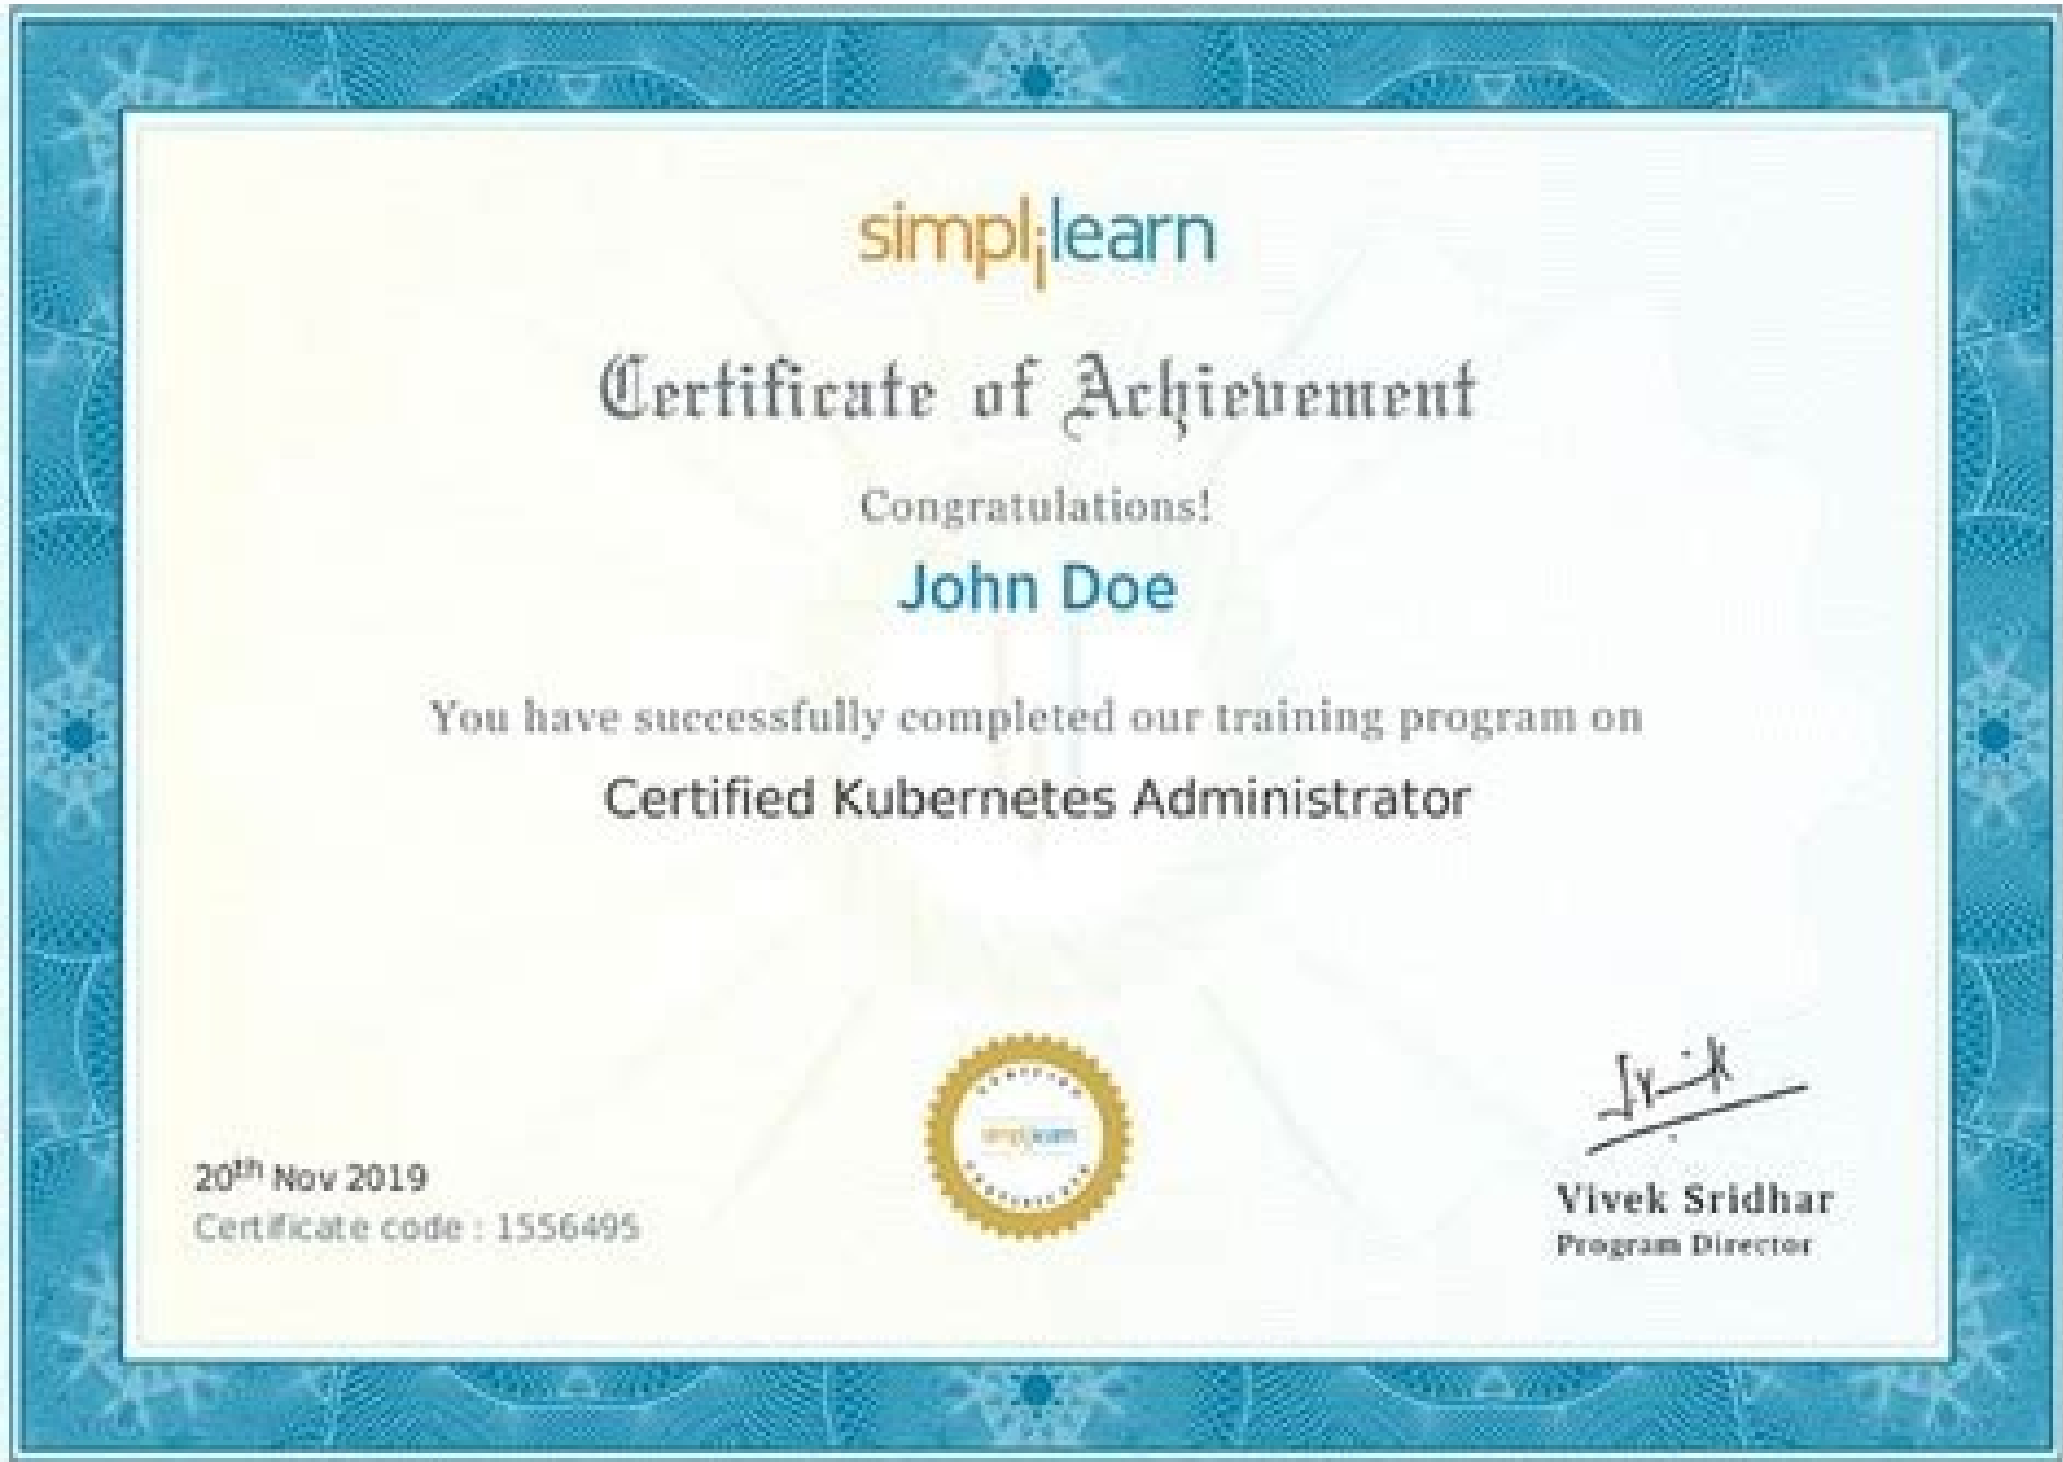 simplilearn
Certificate of Achievement
Congratulations!
John Doe
You have successfully completed our training program on
Certified Kubernetes Administrator
simplilearn
20th Nov 2019
Certificate code : 1556495
Vivek Sridhar
Program Director